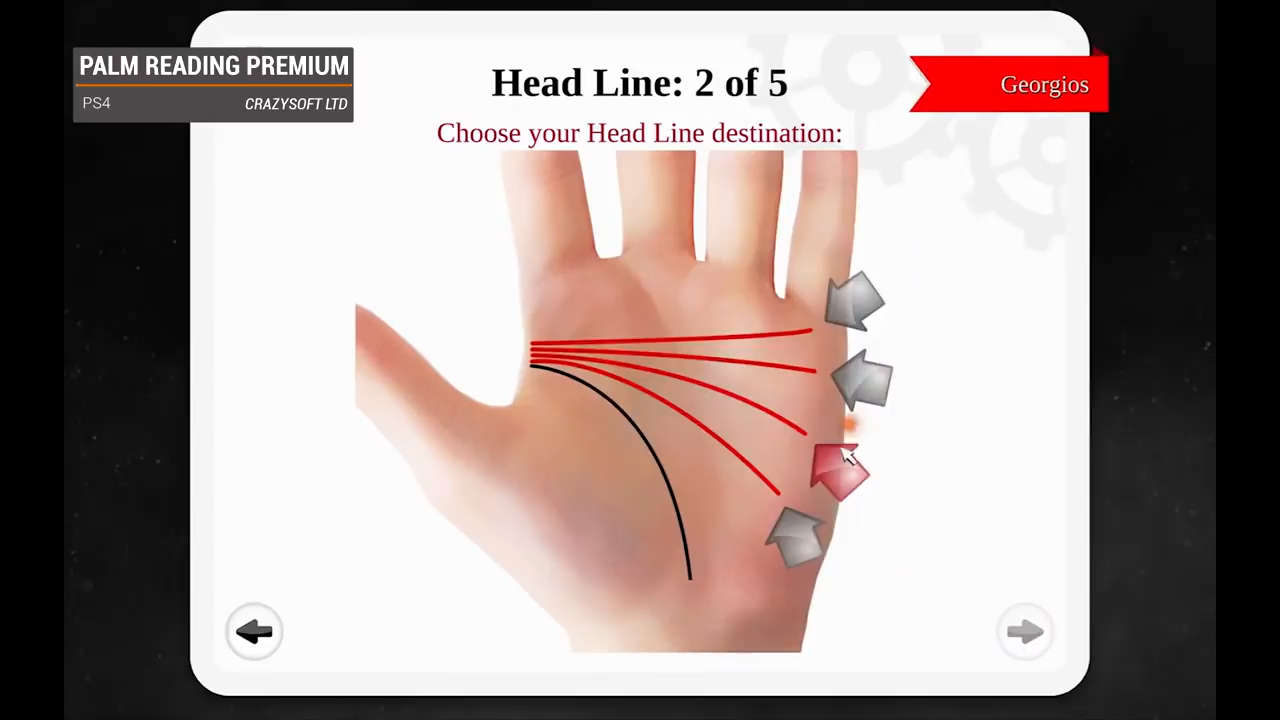 PALM READING PREMIUM
PS4 CRAZYSOFT LTD
Head Line: 2 of 5
Georgios
Choose your Head Line destination: